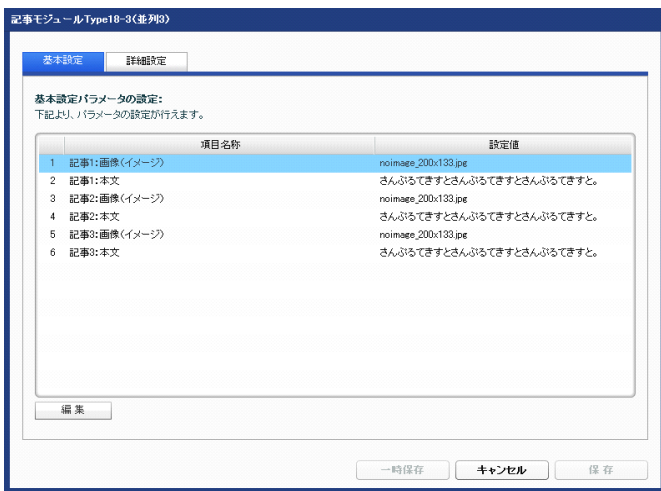 記事モジュールType18-3(並列3)
基本設定 詳細設定
基本設定パラメータの設定:
下記より、パラメータの設定が行えます。
項目名称 設定値
1 記事1:画像(イメージ) noimage_200x133.jpg
2 記事1:本文 さんぷるてきすとさんぷるてきすとさんぷるてきすと。
3 記事2:画像(イメージ) noimage_200x133.jpg
4 記事2:本文 さんぷるてきすとさんぷるてきすとさんぷるてきすと。
5 記事3:画像(イメージ) noimage_200x133.jpg
6 記事3:本文 さんぷるてきすとさんぷるてきすとさんぷるてきすと。
編集
一時保存 キャンセル 保存